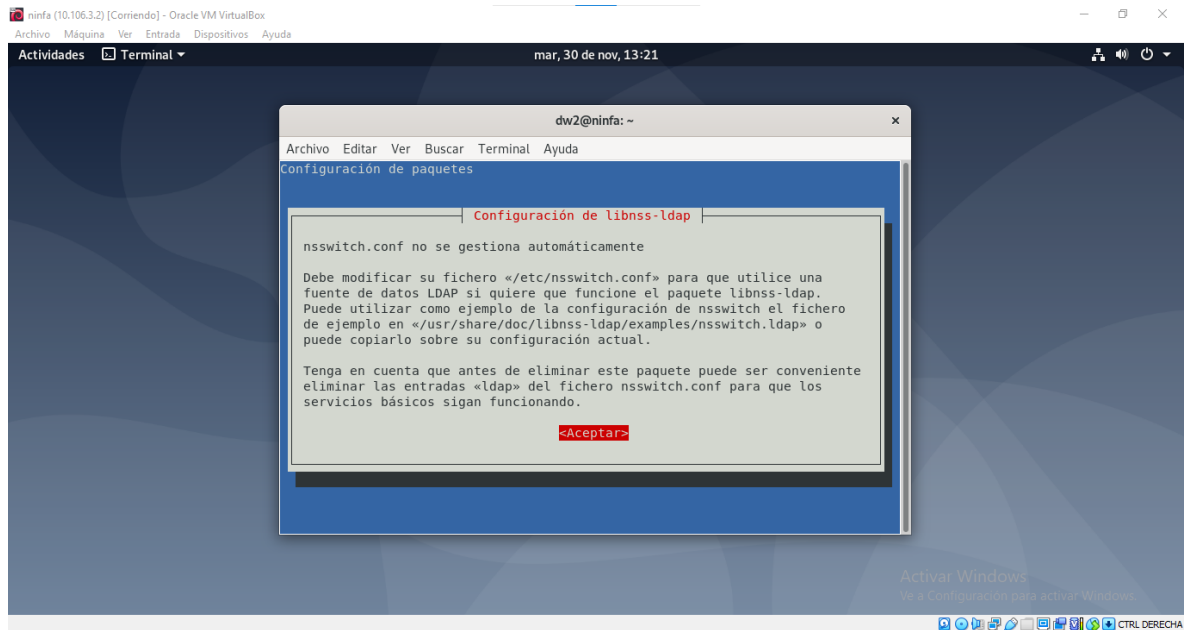 ninfa (10.106.3.2) [Corriendo] - Oracle VM VirtualBox
Archivo Máquina Ver Entrada Dispositivos Ayuda
Actividades Terminal mar, 30 de nov, 13:21
dw2@ninfa: ~
Archivo Editar Ver Buscar Terminal Ayuda
Configuración de paquetes
Configuración de libnss-ldap
nsswitch.conf no se gestiona automáticamente
Debe modificar su fichero «/etc/nsswitch.conf» para que utilice una
fuente de datos LDAP si quiere que funcione el paquete libnss-ldap.
Puede utilizar como ejemplo de la configuración de nsswitch el fichero
de ejemplo en «/usr/share/doc/libnss-ldap/examples/nsswitch.ldap» o
puede copiarlo sobre su configuración actual.
Tenga en cuenta que antes de eliminar este paquete puede ser conveniente
eliminar las entradas «ldap» del fichero nsswitch.conf para que los
servicios básicos sigan funcionando.
<Aceptar>
Activar Windows
Ve a Configuración para activar Windows.
CTRL DERECHA